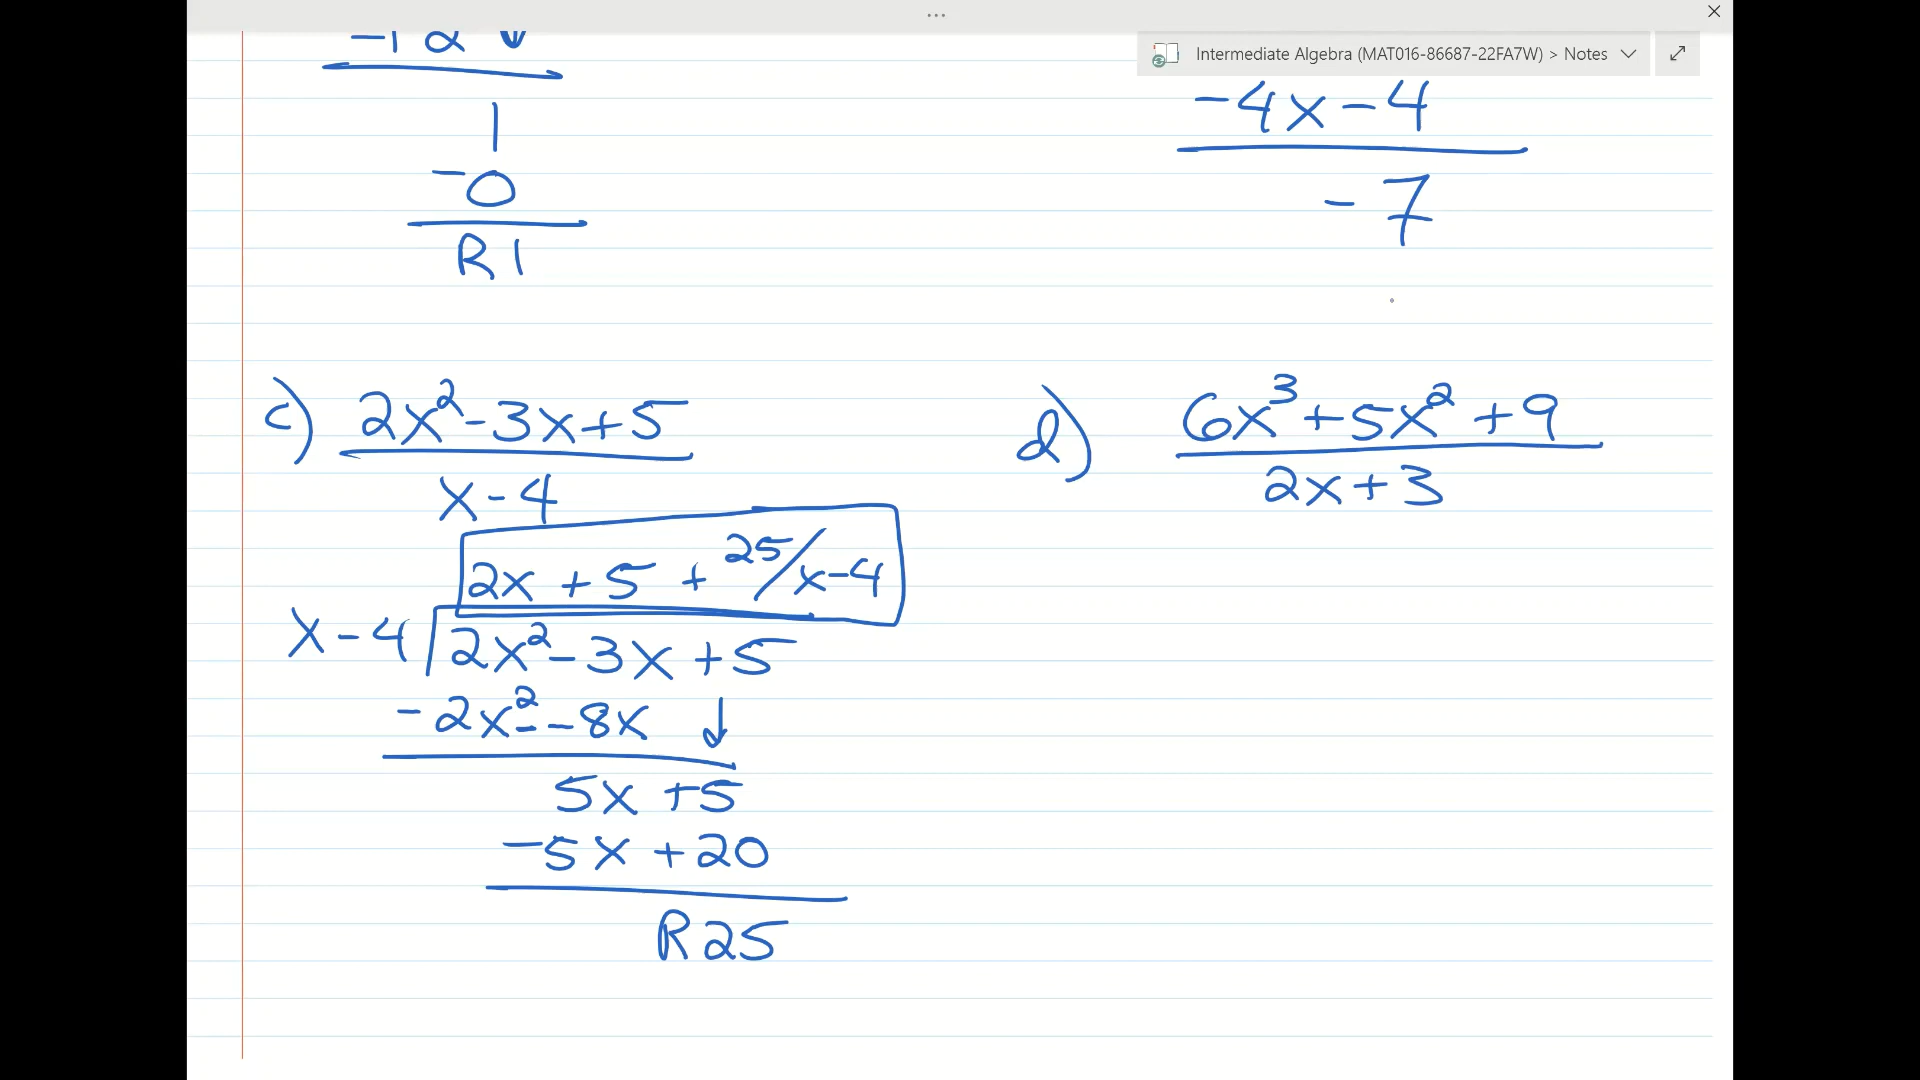 Intermediate Algebra (MAT016-86687-22FA7W) > Notes
1
-0
R1
-4x-4
-7
c) 2x²-3x+5
x-4
2x + 5 + 25/x-4
x-4 2x²-3x+5
-2x²--8x ↓
5x+5
-5x+20
R25
d) 6x³+5x²+9
2x+3